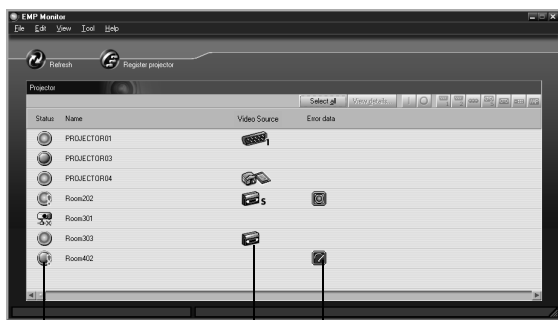 EMP Monitor
File Edit View Tool Help
Refresh Register projector
Projector
Select all View details...
Status Name Video Source Error data
PROJECTOR01 1
PROJECTOR03
PROJECTOR04
Room202 S
Room301
Room303
Room402